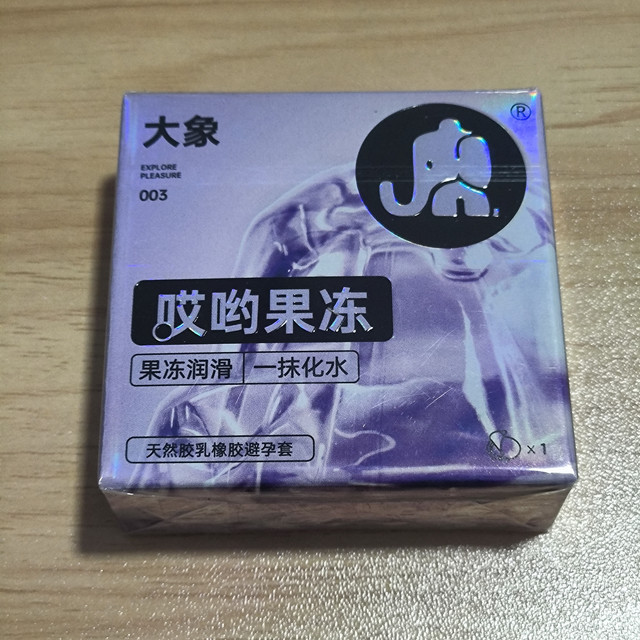 大象
®
EXPLORE
PLEASURE
003
哎哟果冻
果冻润滑 一抹化水
天然胶乳橡胶避孕套
×1